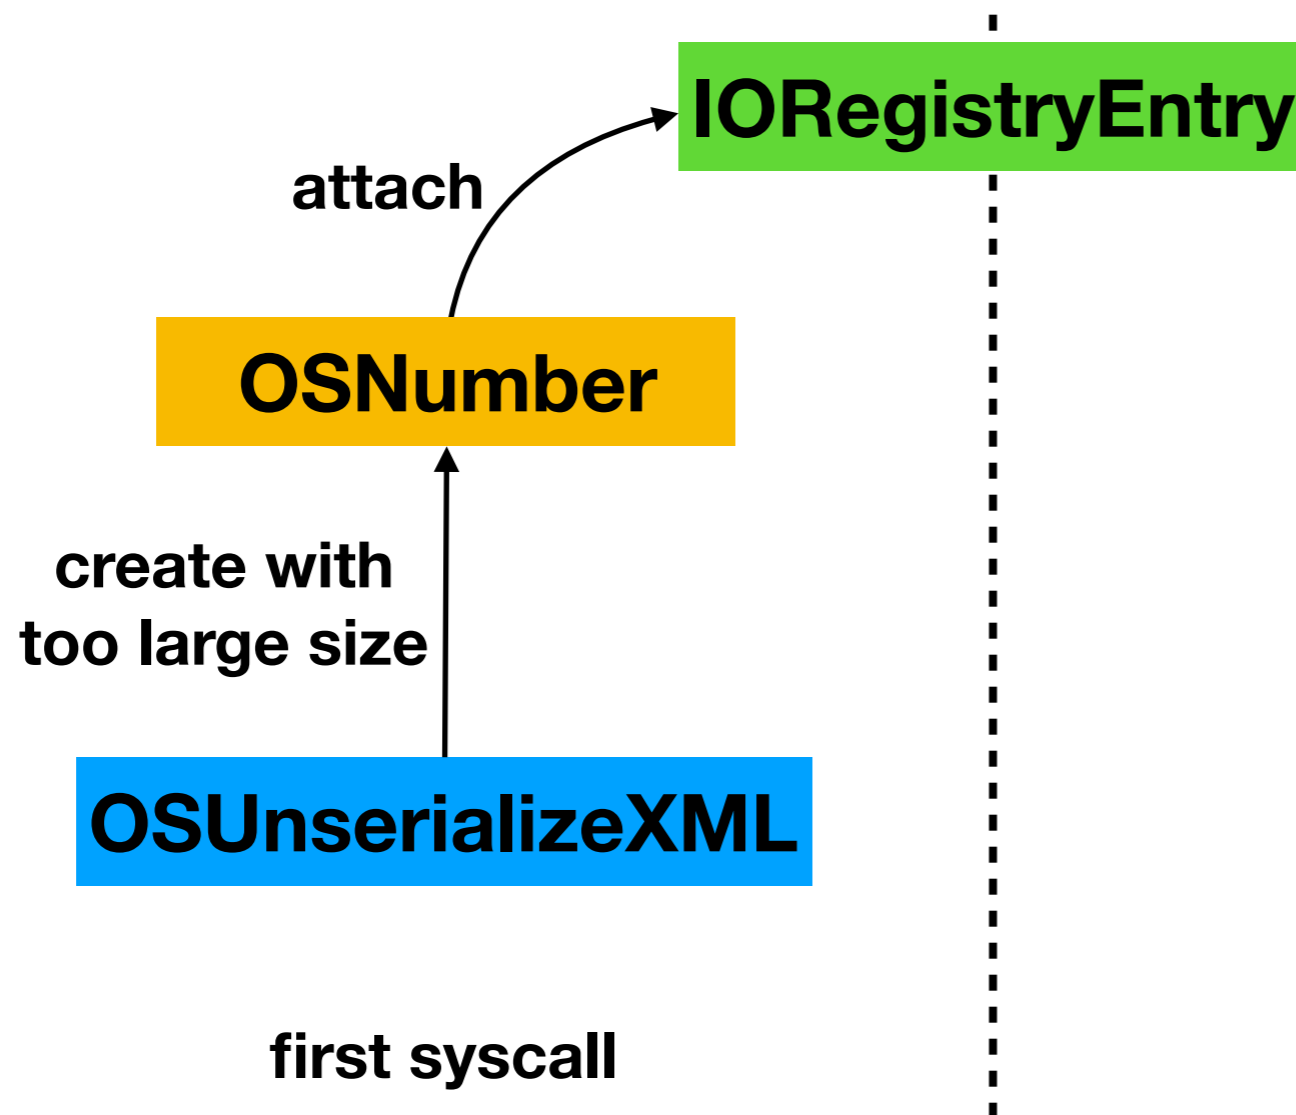 IORegistryEntry
attach
OSNumber
create with
too large size
OSUnserializeXML
first syscall